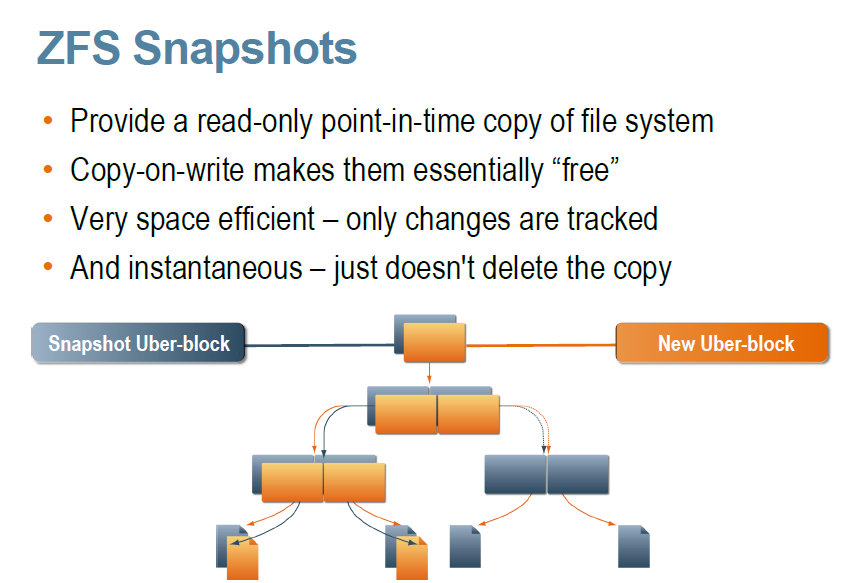 ZFS Snapshots
• Provide a read-only point-in-time copy of file system
• Copy-on-write makes them essentially “free”
• Very space efficient – only changes are tracked
• And instantaneous – just doesn't delete the copy
Snapshot Uber-block
New Uber-block